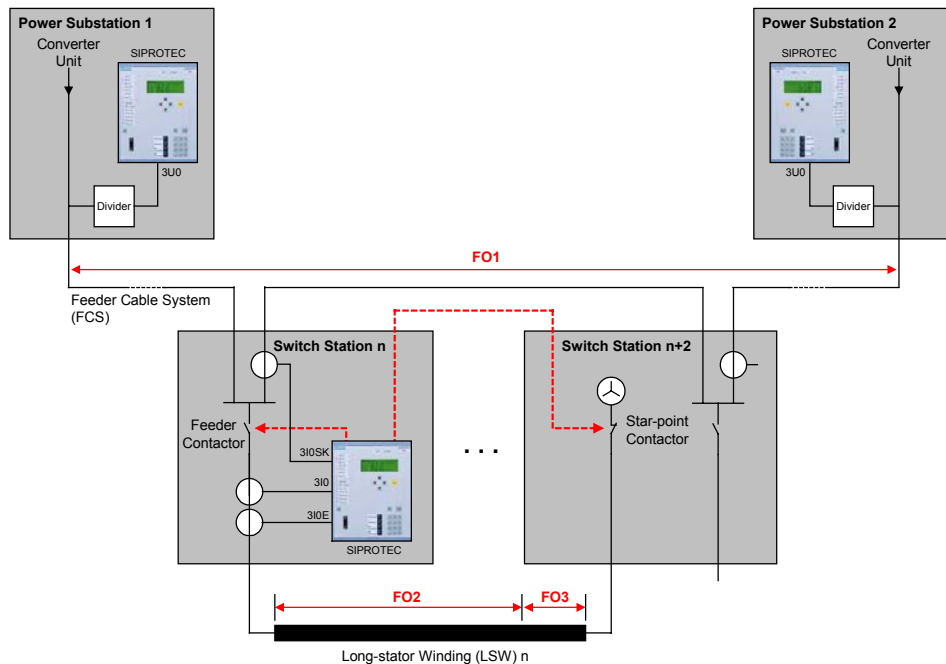 Power Substation 1
Converter
Unit
SIPROTEC
3U0
Divider
Power Substation 2
SIPROTEC
Converter
Unit
3U0
Divider
FO1
Feeder Cable System
(FCS)
Switch Station n
Feeder
Contactor
3I0SK
3I0
3I0E
SIPROTEC
. . .
Switch Station n+2
Star-point
Contactor
FO2
FO3
Long-stator Winding (LSW) n